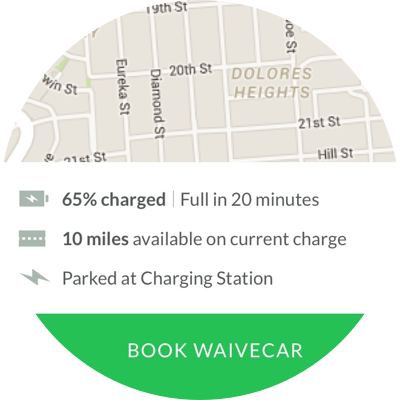 19th St
oe St
win St
Eureka St
Diamond St
20th St
DOLORES
HEIGHTS
21st St
21st St
Hill St
65% charged | Full in 20 minutes
10 miles available on current charge
Parked at Charging Station
BOOK WAIVECAR